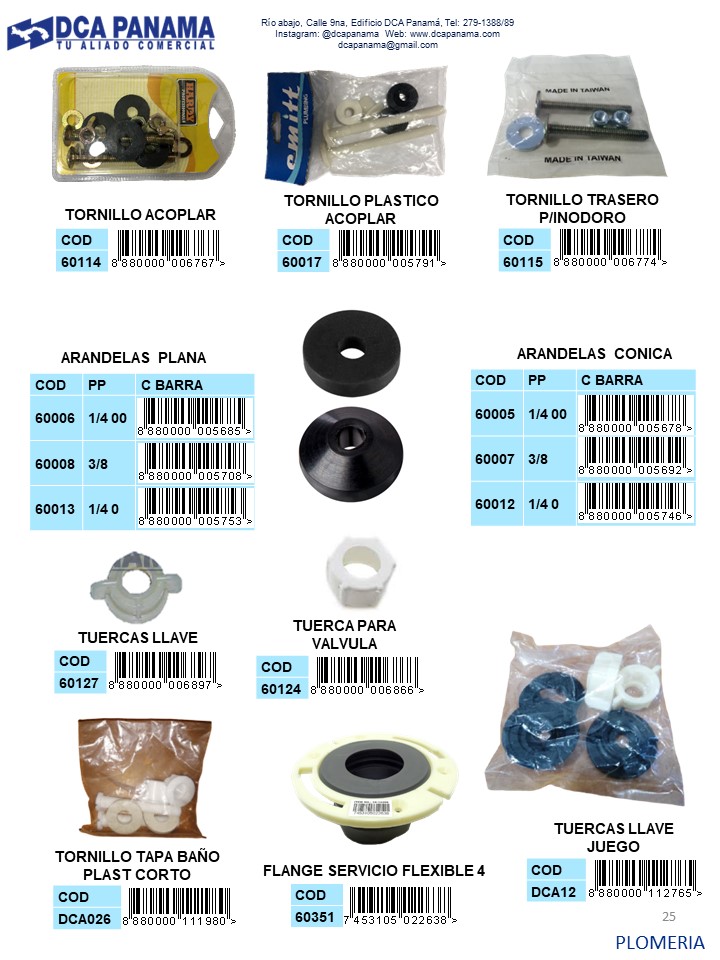 DCA PANAMA
TU ALIADO COMERCIAL
Río abajo, Calle 9na, Edificio DCA Panamá, Tel: 279-1388/89
Instagram: @dcapanama Web: www.dcapanama.com
dcapanama@gmail.com
HARDY
smitt
PLUMBING
MADE IN TAIWAN
MADE IN TAIWAN
TORNILLO ACOPLAR
COD
60114
8 880000 006767 >
TORNILLO PLASTICO
ACOPLAR
COD
60017
8 880000 005791 >
TORNILLO TRASERO
P/INODORO
COD
60115
8 880000 006774 >
ARANDELAS PLANA
COD PP C BARRA
60006 1/4 00 8 880000 005685 >
60008 3/8 8 880000 005708 >
60013 1/4 0 8 880000 005753 >
ARANDELAS CONICA
COD PP C BARRA
60005 1/4 00 8 880000 005678 >
60007 3/8 8 880000 005692 >
60012 1/4 0 8 880000 005746 >
TUERCAS LLAVE
COD
60127
8 880000 006897 >
TUERCA PARA
VALVULA
COD
60124
8 880000 006866 >
TORNILLO TAPA BAÑO
PLAST CORTO
COD
DCA026
8 880000 111980 >
FLANGE SERVICIO FLEXIBLE 4
COD
60351
7 453105 022638 >
TUERCAS LLAVE
JUEGO
COD
DCA12
8 880000 112765 >
25
PLOMERIA